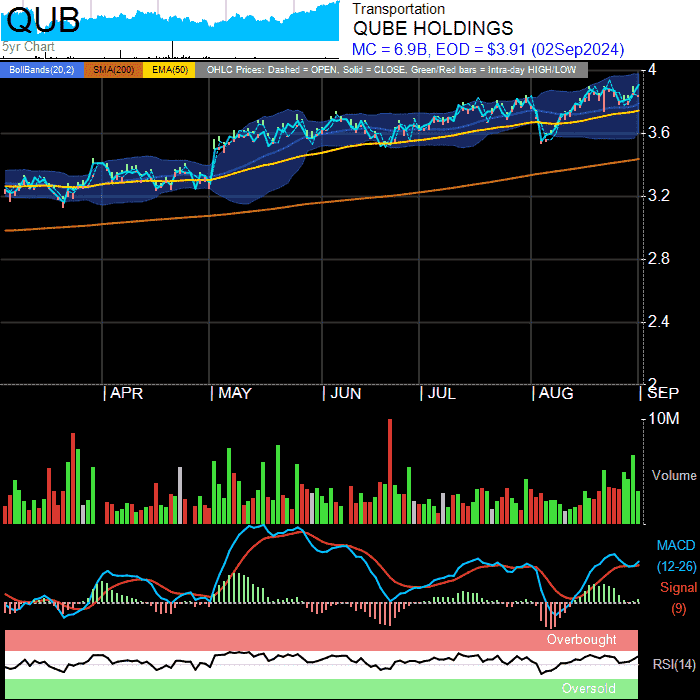 QUB
5yr Chart
Transportation
QUBE HOLDINGS
MC = 6.9B, EOD = $3.91 (02Sep2024)
BollBands(20,2) SMA(200) EMA(50) OHLC Prices: Dashed = OPEN, Solid = CLOSE, Green/Red bars = Intra-day HIGH/LOW
4
3.6
3.2
2.8
2.4
2
APR MAY JUN JUL AUG SEP
10M
Volume
MACD
(12-26)
Signal
(9)
Overbought
RSI(14)
Oversold